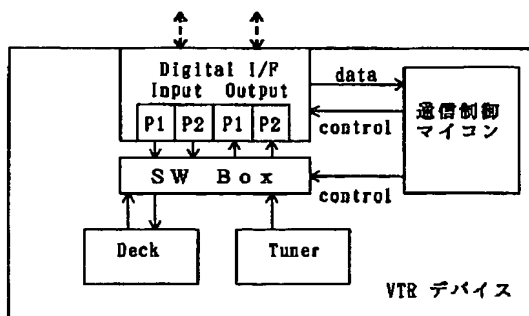 Digital I/F
Input Output
P1 P2 P1 P2
data
control
通信制御
マイコン
SW Box
control
Deck
Tuner
VTR デバイス